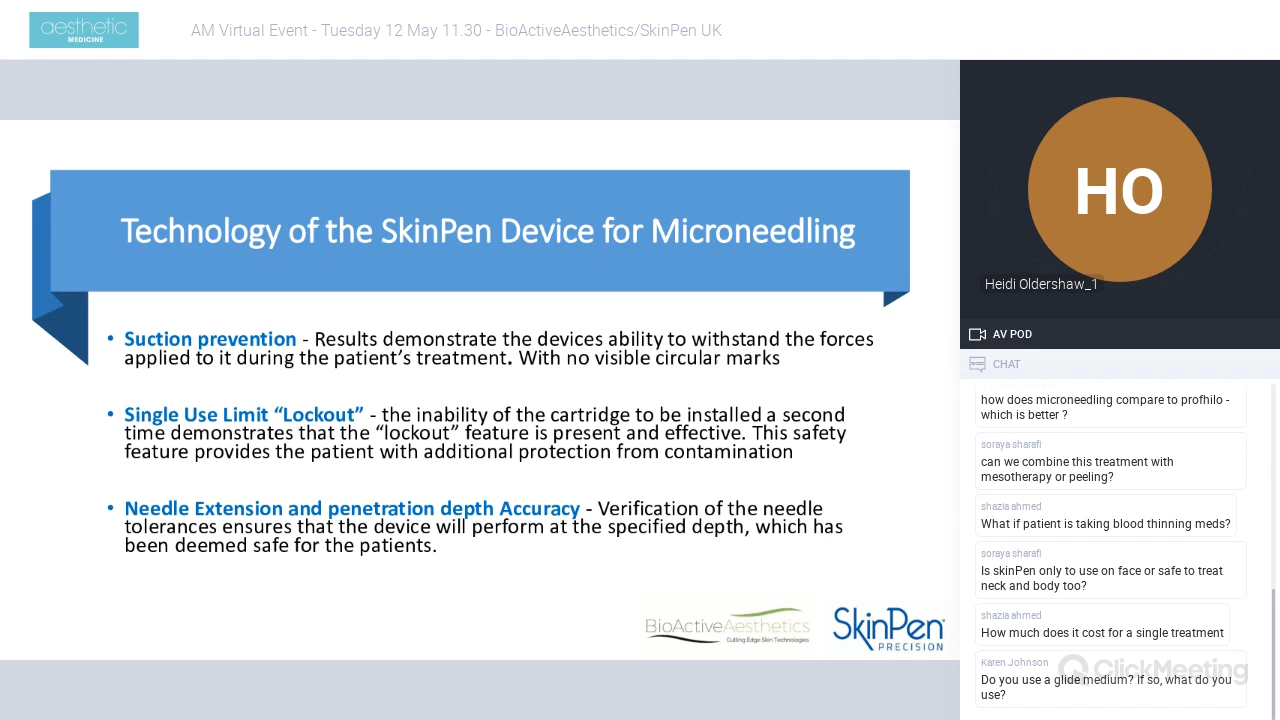 aesthetic
MEDICINE
AM Virtual Event - Tuesday 12 May 11.30 - BioActiveAesthetics/SkinPen UK
Technology of the SkinPen Device for Microneedling
• Suction prevention - Results demonstrate the devices ability to withstand the forces
applied to it during the patient’s treatment. With no visible circular marks
• Single Use Limit “Lockout” - the inability of the cartridge to be installed a second
time demonstrates that the “lockout” feature is present and effective. This safety
feature provides the patient with additional protection from contamination
• Needle Extension and penetration depth Accuracy - Verification of the needle
tolerances ensures that the device will perform at the specified depth, which has
been deemed safe for the patients.
BioActiveAesthetics
Cutting Edge Skin Technologies
SkinPen
PRECISION
HO
Heidi Oldershaw_1
AV POD
CHAT
how does microneedling compare to profhilo -
which is better ?
soraya sharafi
can we combine this treatment with
mesotherapy or peeling?
shazia ahmed
What if patient is taking blood thinning meds?
soraya sharafi
Is skinPen only to use on face or safe to treat
neck and body too?
shazia ahmed
How much does it cost for a single treatment
Karen Johnson
Do you use a glide medium? If so, what do you
use?
ClickMeeting